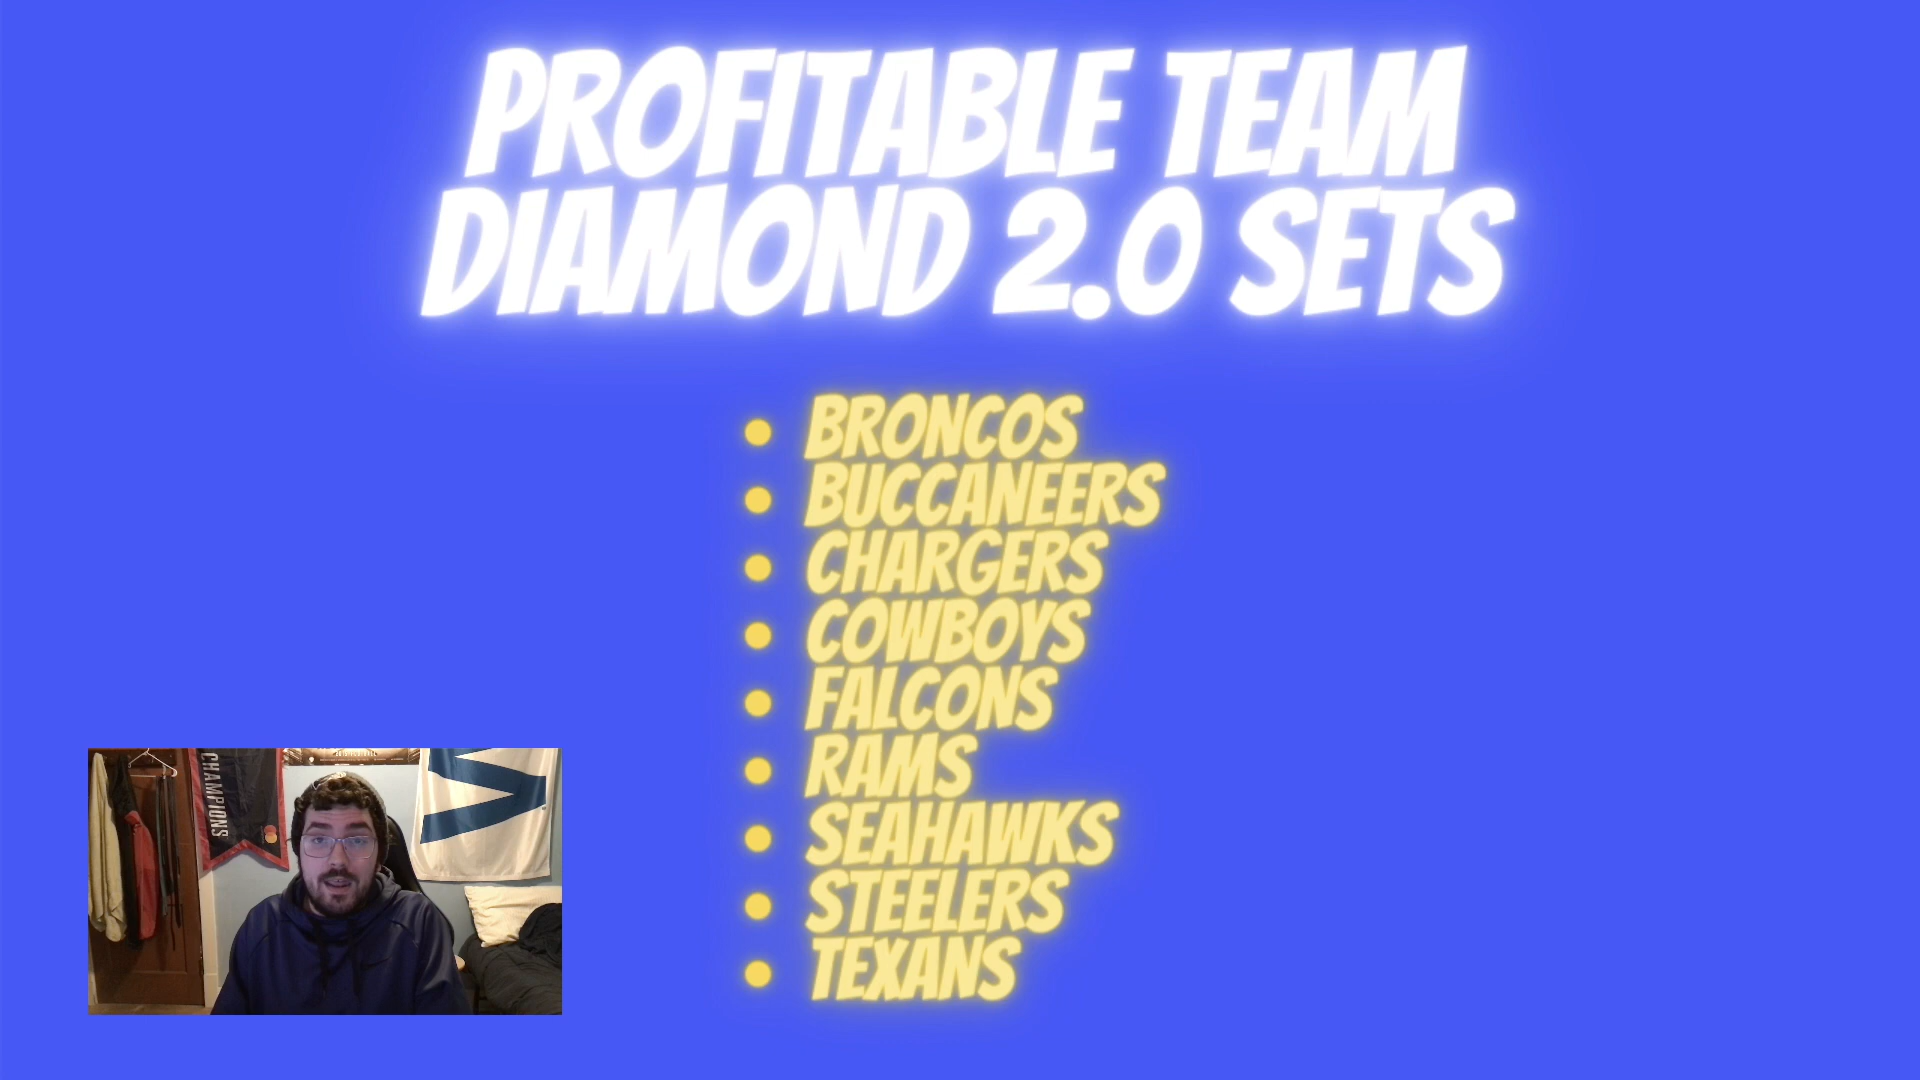 PROFITABLE TEAM
DIAMOND 2.0 SETS
• BRONCOS
• BUCCANEERS
• CHARGERS
• COWBOYS
• FALCONS
• RAMS
• SEAHAWKS
• STEELERS
• TEXANS
CHAMPIONS
W